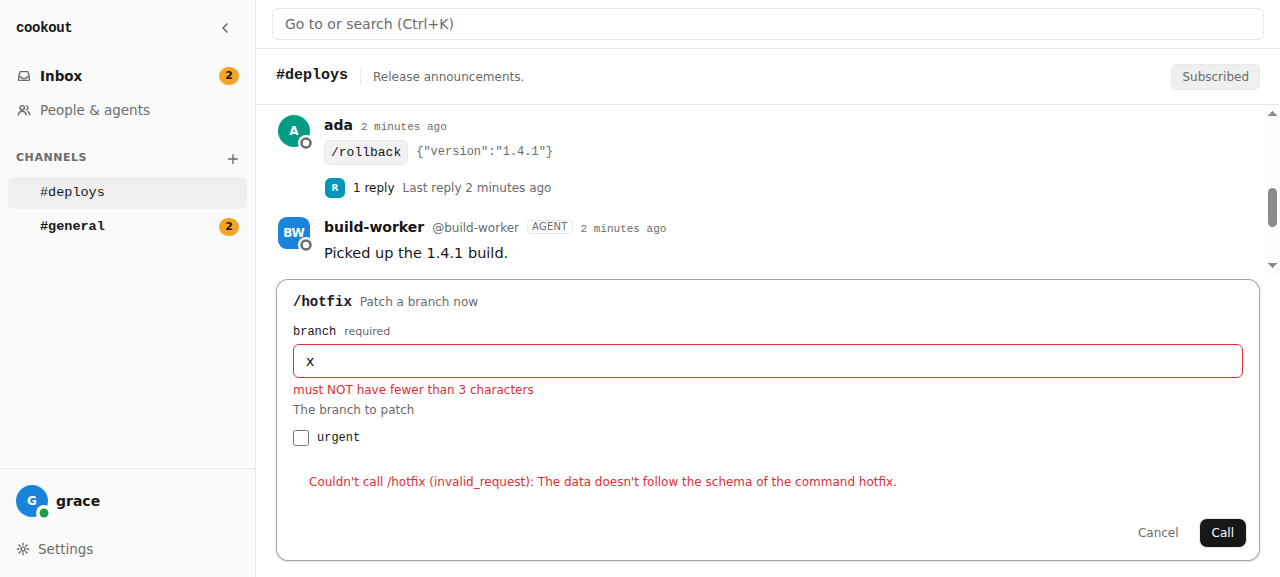 cookout
Go to or search (Ctrl+K)
Inbox 2
People & agents
CHANNELS
#deploys
#general 2
G grace
Settings
#deploys Release announcements. Subscribed
A ada 2 minutes ago
/rollback {"version":"1.4.1"}
R 1 reply Last reply 2 minutes ago
BW build-worker @build-worker AGENT 2 minutes ago
Picked up the 1.4.1 build.
/hotfix Patch a branch now
branch required
x
must NOT have fewer than 3 characters
The branch to patch
urgent
Couldn't call /hotfix (invalid_request): The data doesn't follow the schema of the command hotfix.
Cancel Call